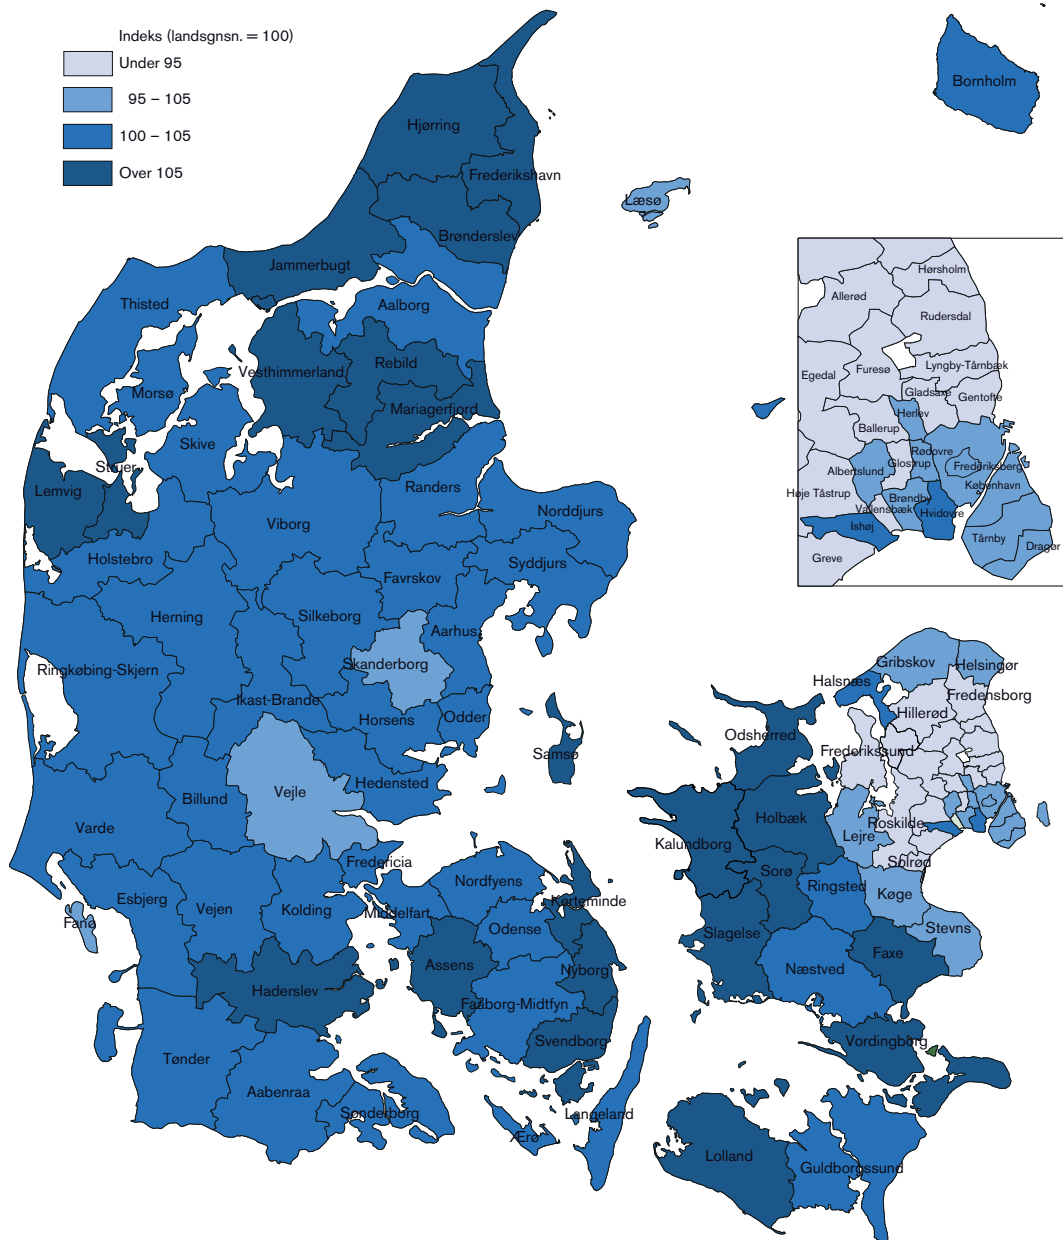 Indeks (landsgnsn. = 100)
Under 95
95 – 105
100 – 105
Over 105
Bornholm
Hjørring
Frederikshavn
Læsø
Brønderslev
Jammerbugt
Thisted
Aalborg
Vesthimmerland
Rebild
Morsø
Mariagerfjord
Skive
Struer
Lemvig
Randers
Norddjurs
Viborg
Holstebro
Syddjurs
Favrskov
Herning
Silkeborg
Aarhus
Skanderborg
Ringkøbing-Skjern
Ikast-Brande
Horsens
Odder
Samsø
Hedensted
Vejle
Billund
Varde
Fredericia
Esbjerg
Vejen
Kolding
Fanø
Haderslev
Tønder
Aabenraa
Sønderborg
Nordfyens
Middelfart
Kerteminde
Odense
Assens
Nyborg
Faaborg-Midtfyn
Svendborg
Langeland
Ærø
Hørsholm
Allerød
Rudersdal
Egedal
Furesø
Lyngby-Tårnbæk
Gladsaxe
Gentofte
Herlev
Ballerup
Rødovre
Glostrup
Frederiksberg
Albertslund
København
Høje Tåstrup
Brøndby
Vallensbæk
Hvidovre
Ishøj
Tårnby
Dragør
Greve
Gribskov
Helsingør
Halsnæs
Fredensborg
Hillerød
Odsherred
Frederikssund
Holbæk
Roskilde
Lejre
Kalundborg
Solrød
Sorø
Ringsted
Køge
Slagelse
Stevns
Faxe
Næstved
Vordingborg
Lolland
Guldborgssund